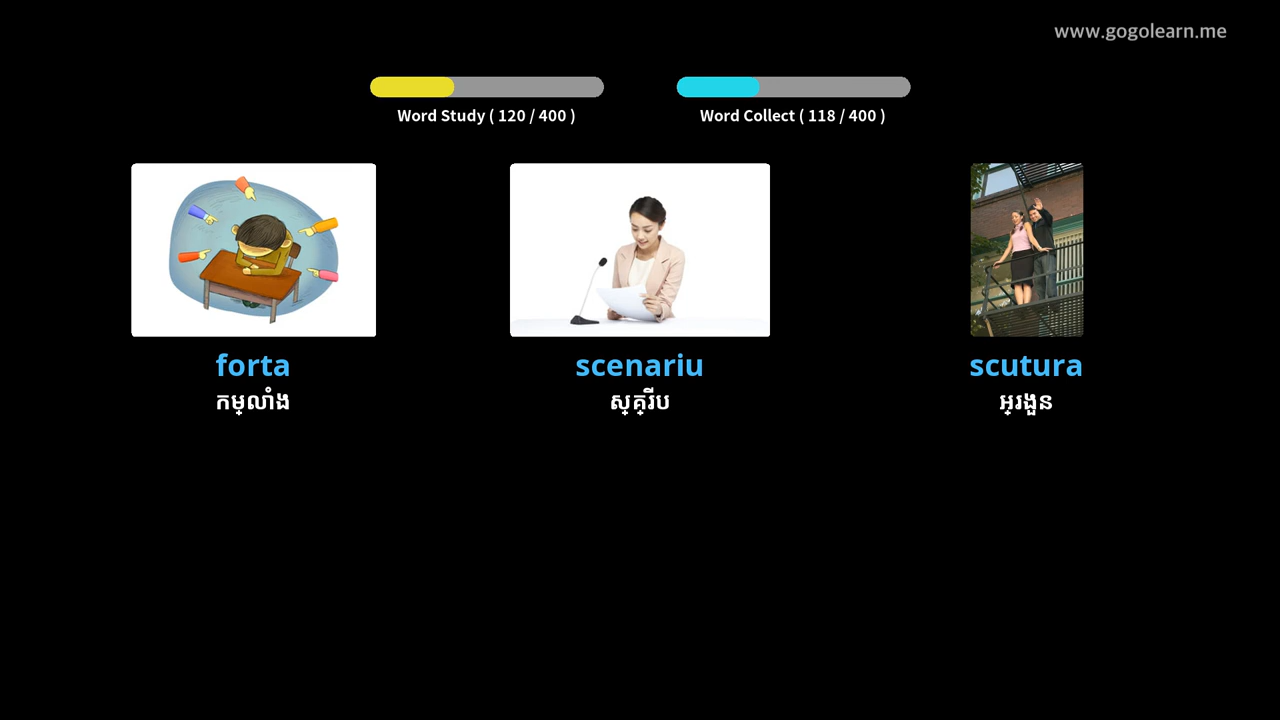 www.gogolearn.me
Word Study ( 120 / 400 )
Word Collect ( 118 / 400 )
forta
scenariu
scutura
កម្លាំង
ស្គ្រីប
អ្រងួន